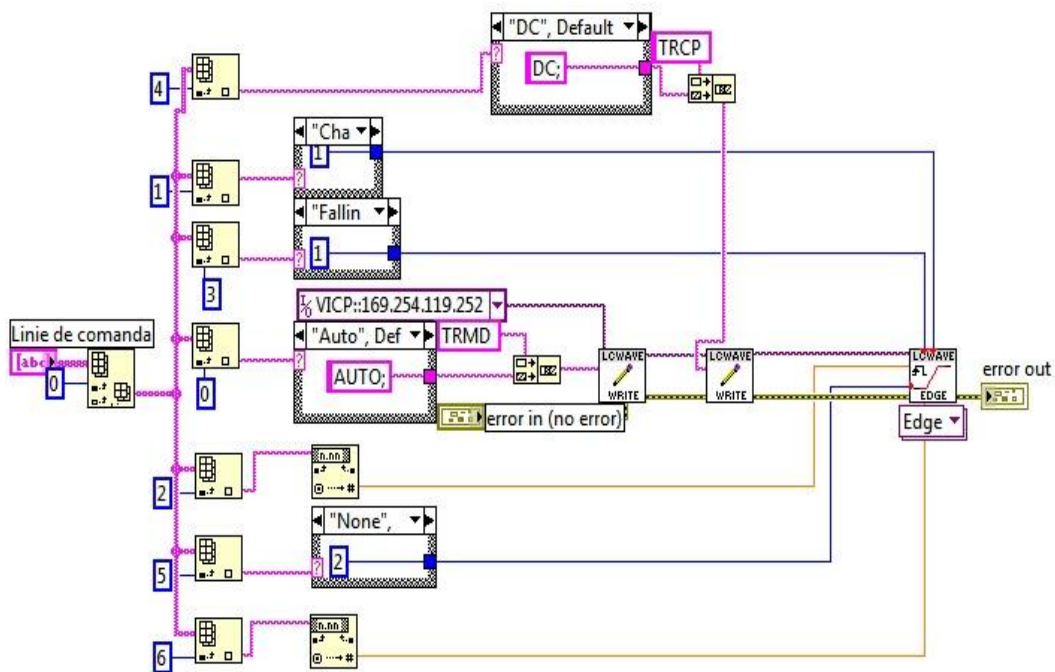 "DC", Default
TRCP
DC;
4
"Cha
1
1
"Fallin
1
3
VICP::169.254.119.252
Linie de comanda
[abc]
"Auto", Def
TRMD
LCWAVE
LCWAVE
LCWAVE
0
0
AUTO;
WRITE
WRITE
EDGE
error out
error in (no error)
Edge
n.nn
2
"None",
2
5
n.nn
6